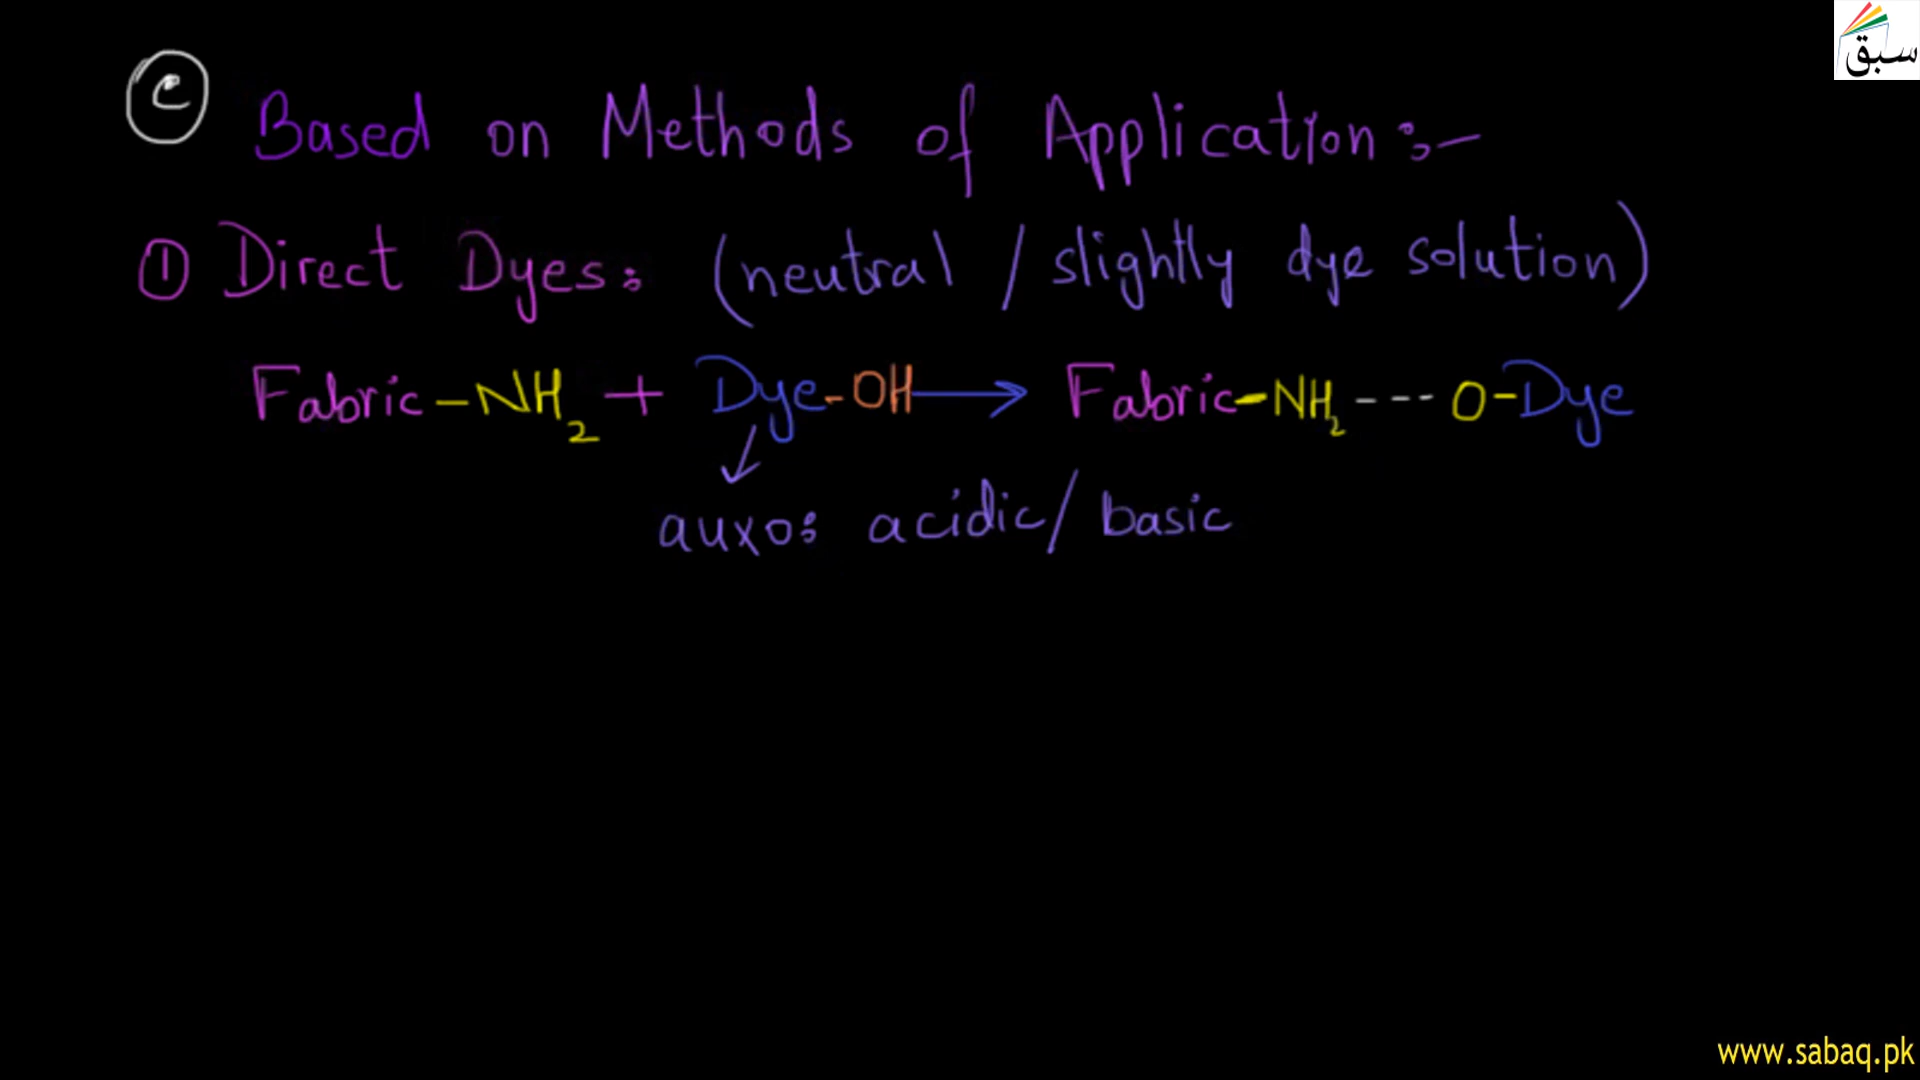 سبق
C Based on Methods of Application:-
① Direct Dyes: (neutral / slightly dye solution)
Fabric-NH₂ + Dye-OH → Fabric-NH₂---O-Dye
auxo: acidic/basic
www.sabaq.pk